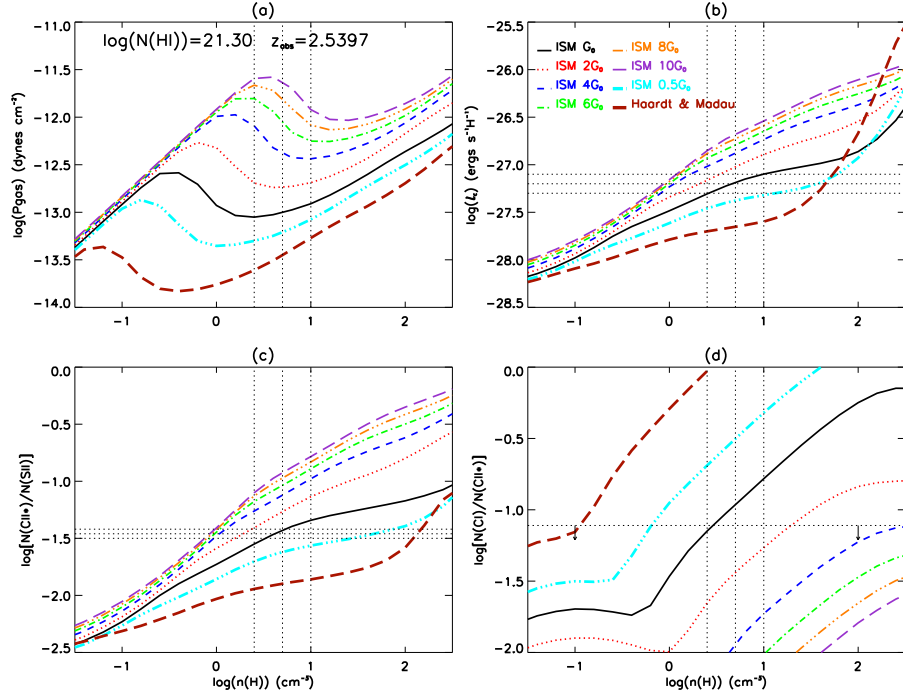 (a)
(b)
log(N(HI))=21.30 z_obs=2.5397
log(Pgas) (dynes cm⁻²)
-11.0
-11.5
-12.0
-12.5
-13.0
-13.5
-14.0
-1 0 1 2
log(ℓc) (ergs s⁻¹H⁻¹)
-25.5
-26.0
-26.5
-27.0
-27.5
-28.0
-28.5
-1 0 1 2
ISM G₀
ISM 2G₀
ISM 4G₀
ISM 6G₀
ISM 8G₀
ISM 10G₀
ISM 0.5G₀
Haardt & Madau
(c)
(d)
log[N(CII*)/N(SII)]
0.0
-0.5
-1.0
-1.5
-2.0
-2.5
-1 0 1 2
log(n(H)) (cm⁻³)
log[N(CI)/N(CII*)]
0.0
-0.5
-1.0
-1.5
-2.0
-1 0 1 2
log(n(H)) (cm⁻³)